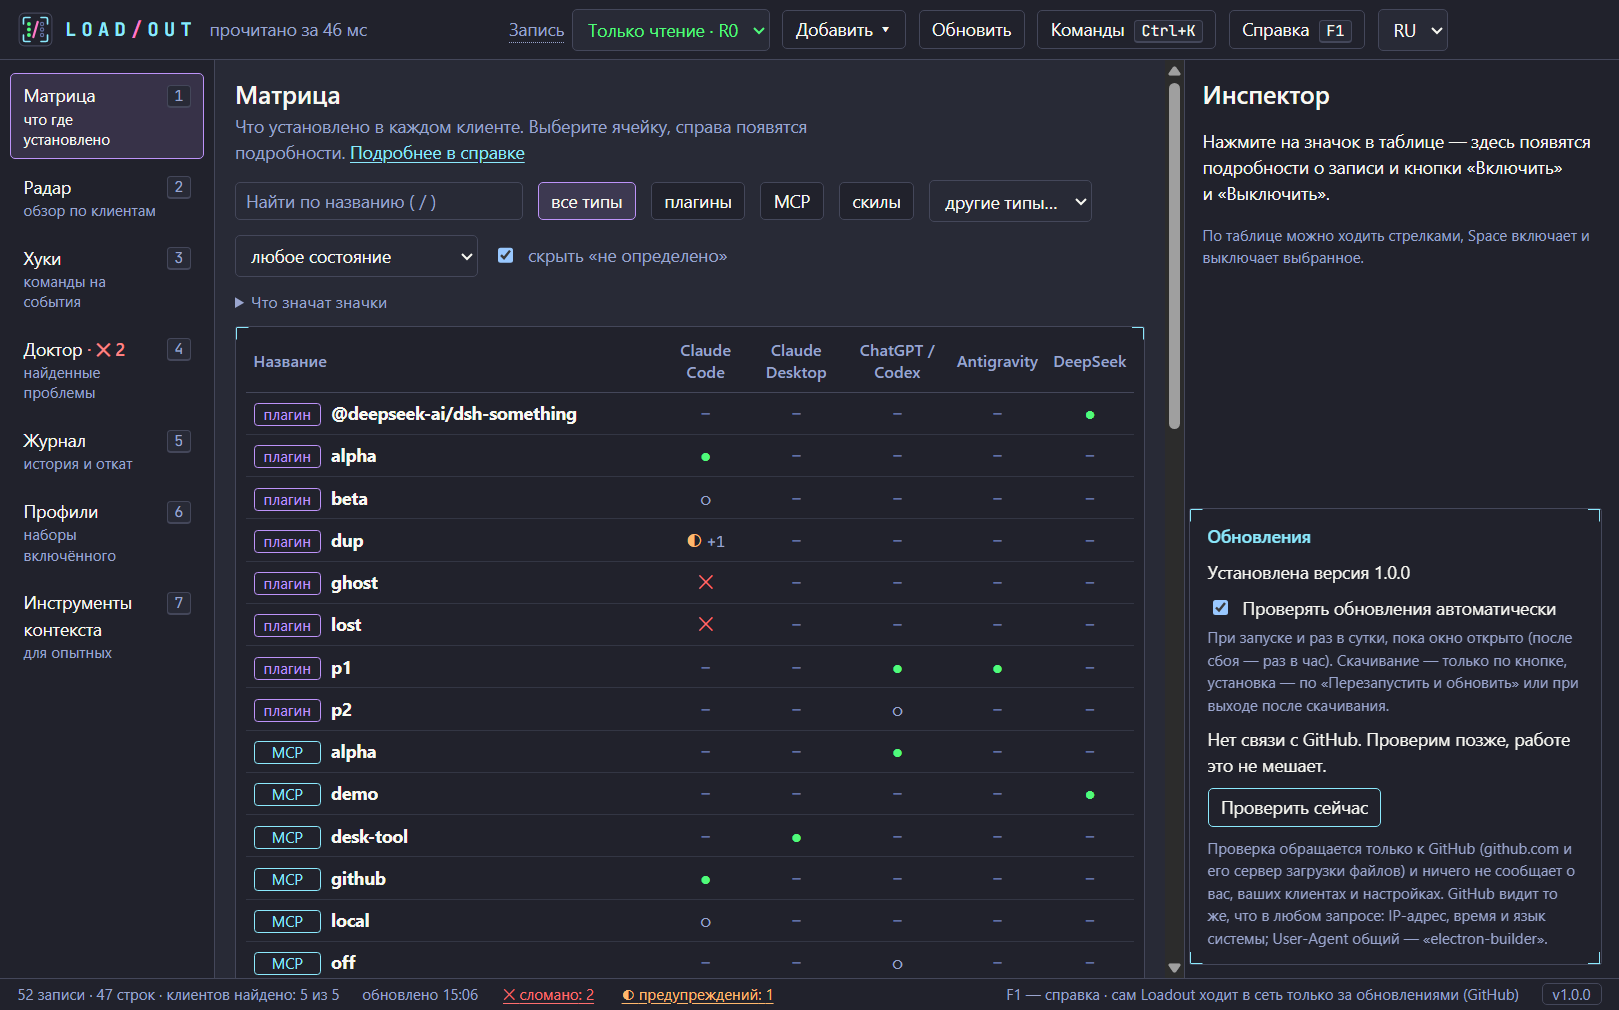 LOAD/OUT прочитано за 46 мс Запись Только чтение · R0 Добавить ▾ Обновить Команды Ctrl+K Справка F1 RU
Матрица 1
что где
установлено
Радар 2
обзор по клиентам
Хуки 3
команды на
события
Доктор · ✕ 2 4
найденные
проблемы
Журнал 5
история и откат
Профили 6
наборы
включённого
Инструменты 7
контекста
для опытных
Матрица
Что установлено в каждом клиенте. Выберите ячейку, справа появятся
подробности. Подробнее в справке
Найти по названию ( / ) все типы плагины MCP скилы другие типы...
любое состояние скрыть «не определено»
▶ Что значат значки
Название Claude Code Claude Desktop ChatGPT / Codex Antigravity DeepSeek
плагин @deepseek-ai/dsh-something – – – – ●
плагин alpha ● – – – –
плагин beta ○ – – – –
плагин dup ◐ +1 – – – –
плагин ghost ✕ – – – –
плагин lost ✕ – – – –
плагин p1 – – ● ● –
плагин p2 – – ○ – –
MCP alpha – – ● – –
MCP demo – – – – ●
MCP desk-tool – ● – – –
MCP github ● – – – –
MCP local ○ – – – –
MCP off – – ○ – –
Инспектор
Нажмите на значок в таблице — здесь появятся
подробности о записи и кнопки «Включить»
и «Выключить».
По таблице можно ходить стрелками, Space включает и
выключает выбранное.
Обновления
Установлена версия 1.0.0
Проверять обновления автоматически
При запуске и раз в сутки, пока окно открыто (после
сбоя — раз в час). Скачивание — только по кнопке,
установка — по «Перезапустить и обновить» или при
выходе после скачивания.
Нет связи с GitHub. Проверим позже, работе
это не мешает.
Проверить сейчас
Проверка обращается только к GitHub (github.com и
его сервер загрузки файлов) и ничего не сообщает о
вас, ваших клиентах и настройках. GitHub видит то
же, что в любом запросе: IP-адрес, время и язык
системы; User-Agent общий — «electron-builder».
52 записи · 47 строк · клиентов найдено: 5 из 5 обновлено 15:06 ✕ сломано: 2 ◐ предупреждений: 1 F1 — справка · сам Loadout ходит в сеть только за обновлениями (GitHub) v1.0.0